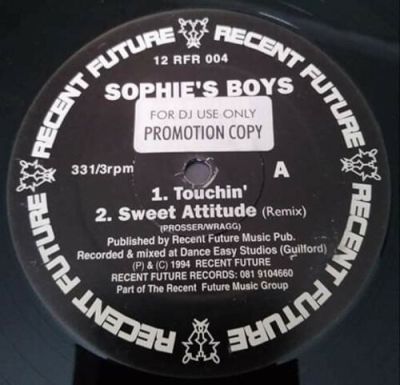 RECENT FUTURE
RECENT FUTURE
RECENT FUTURE
RECENT FUTURE
RECENT FUTURE
12 RFR 004
SOPHIE'S BOYS
FOR DJ USE ONLY
PROMOTION COPY
331/3rpm
A
1. Touchin'
2. Sweet Attitude (Remix)
(PROSSER/WRAGG)
Published by Recent Future Music Pub.
Recorded & mixed at Dance Easy Studios (Guilford)
(P) & (C) 1994 RECENT FUTURE
RECENT FUTURE RECORDS: 081 9104660
Part of The Recent Future Music Group